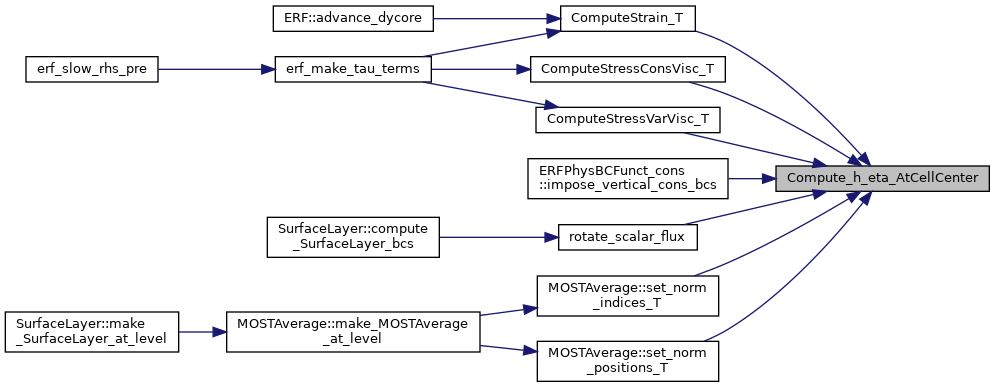 ERF::advance_dycore
ComputeStrain_T
erf_slow_rhs_pre
erf_make_tau_terms
ComputeStressConsVisc_T
ComputeStressVarVisc_T
ERFPhysBCFunct_cons
::impose_vertical_cons_bcs
Compute_h_eta_AtCellCenter
SurfaceLayer::compute
_SurfaceLayer_bcs
rotate_scalar_flux
MOSTAverage::set_norm
_indices_T
SurfaceLayer::make
_SurfaceLayer_at_level
MOSTAverage::make_MOSTAverage
_at_level
MOSTAverage::set_norm
_positions_T